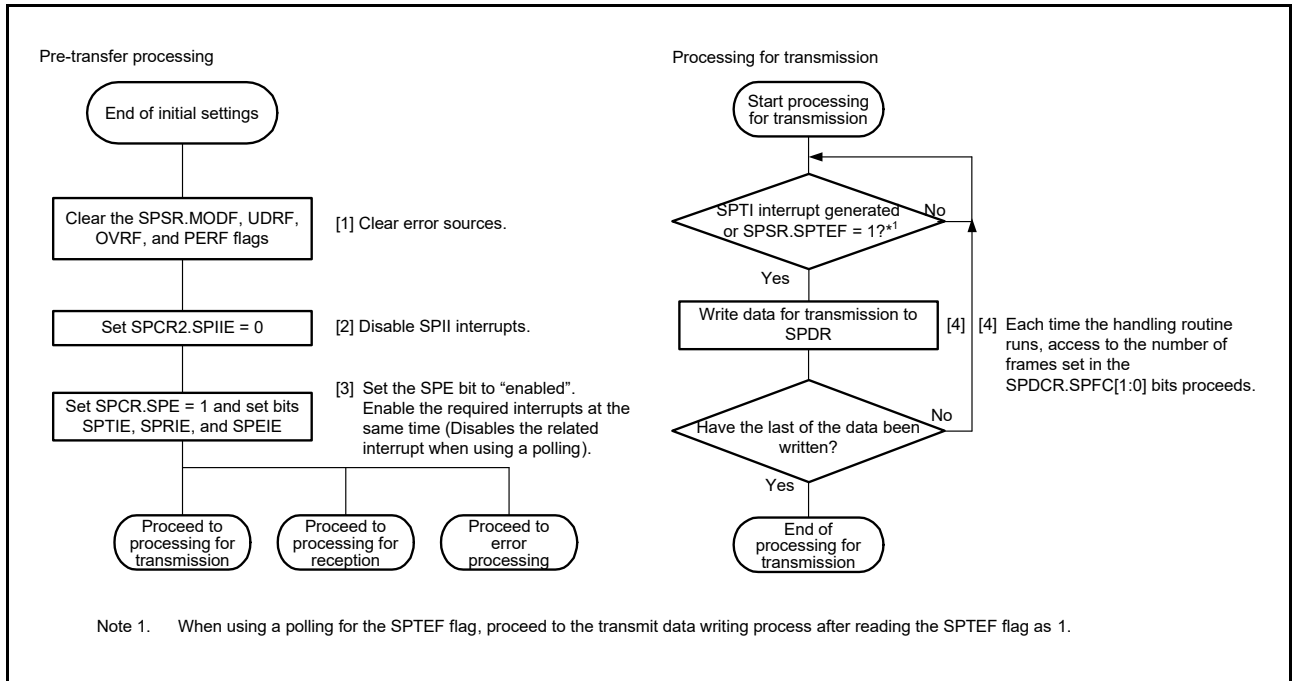 Pre-transfer processing
End of initial settings
Clear the SPSR.MODF, UDRF,
OVRF, and PERF flags
[1] Clear error sources.
Set SPCR2.SPIIE = 0
[2] Disable SPII interrupts.
Set SPCR.SPE = 1 and set bits
SPTIE, SPRIE, and SPEIE
[3] Set the SPE bit to “enabled”.
Enable the required interrupts at the
same time (Disables the related
interrupt when using a polling).
Proceed to
processing for
transmission
Proceed to
processing for
reception
Proceed to
error
processing
Processing for transmission
Start processing
for transmission
SPTI interrupt generated
or SPSR.SPTEF = 1?*1
No
Yes
Write data for transmission to
SPDR
[4]
[4] Each time the handling routine
runs, access to the number of
frames set in the
SPDCR.SPFC[1:0] bits proceeds.
Have the last of the data been
written?
No
Yes
End of
processing for
transmission
Note 1. When using a polling for the SPTEF flag, proceed to the transmit data writing process after reading the SPTEF flag as 1.